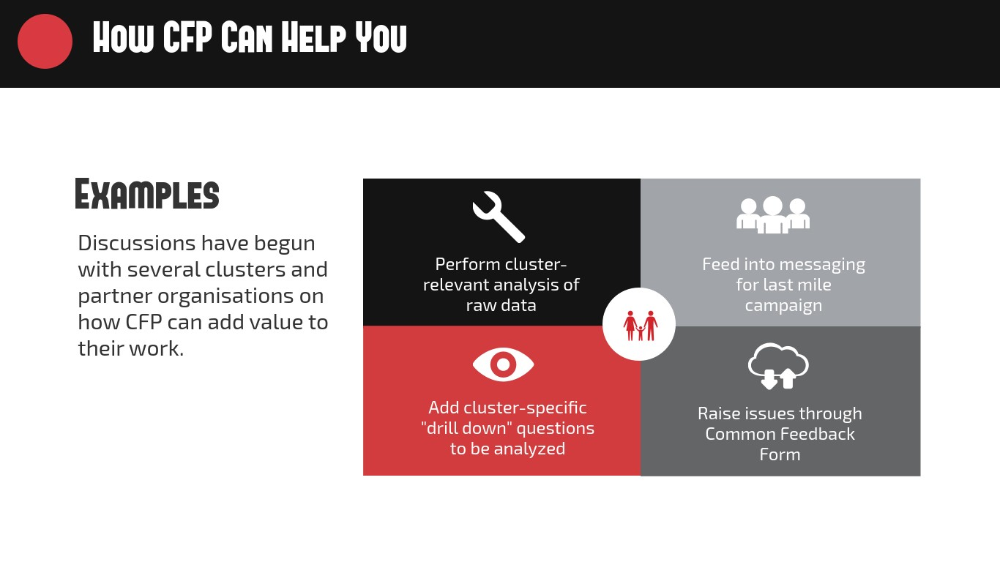 How CFP Can Help You
Examples
Discussions have begun
with several clusters and
partner organisations on
how CFP can add value to
their work.
Perform cluster-
relevant analysis of
raw data
Feed into messaging
for last mile
campaign
Add cluster-specific
"drill down" questions
to be analyzed
Raise issues through
Common Feedback
Form